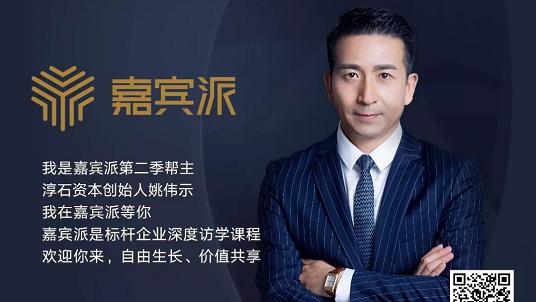 嘉宾派
我是嘉宾派第二季帮主
淳石资本创始人姚伟示
我在嘉宾派等你
嘉宾派是标杆企业深度访学课程
欢迎你来，自由生长、价值共享